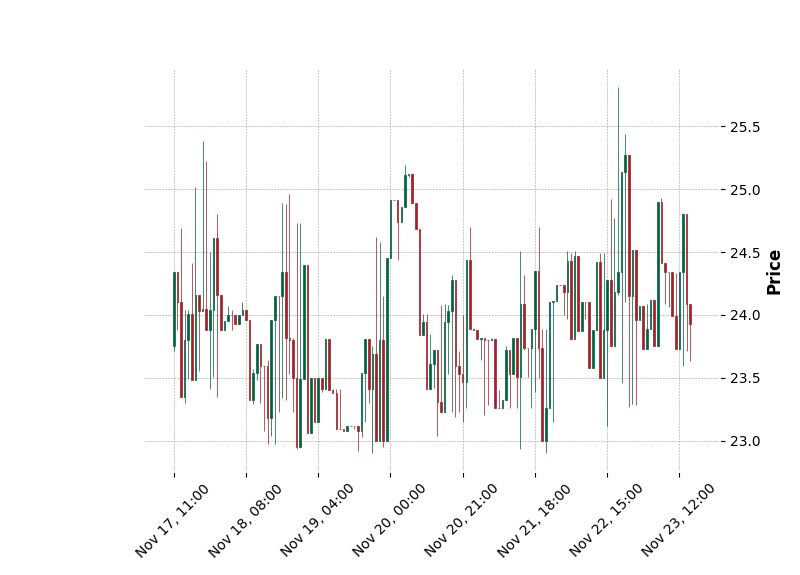 25.5
25.0
24.5
24.0
23.5
23.0
Price
Nov 17, 11:00
Nov 18, 08:00
Nov 19, 04:00
Nov 20, 00:00
Nov 20, 21:00
Nov 21, 18:00
Nov 22, 15:00
Nov 23, 12:00